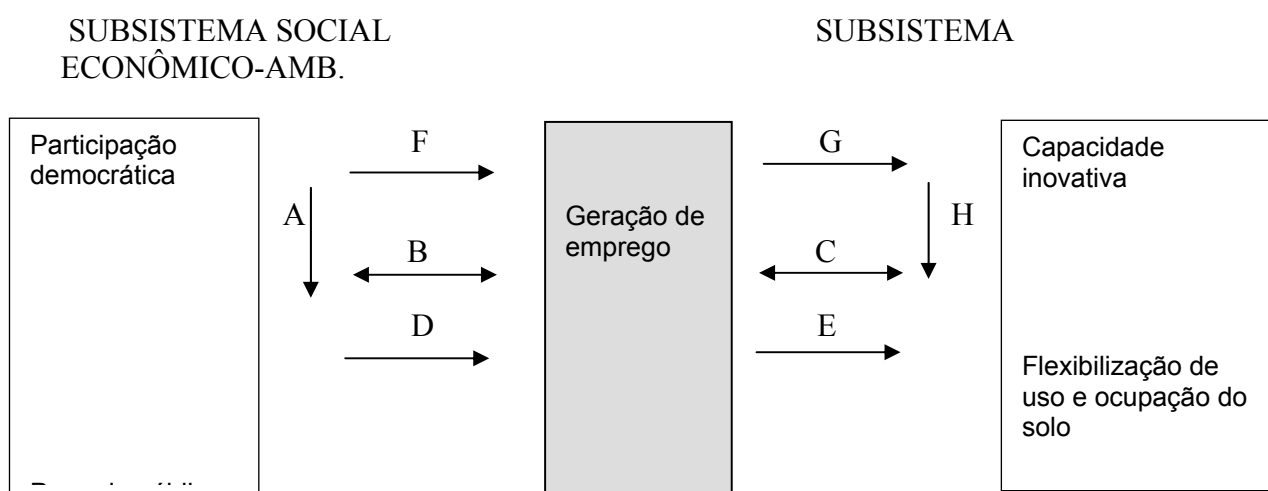 SUBSISTEMA SOCIAL
ECONÔMICO-AMB.
SUBSISTEMA
Participação
democrática
F
A
B
D
Geração de
emprego
G
H
C
E
Capacidade
inovativa
Flexibilização de
uso e ocupação do
solo